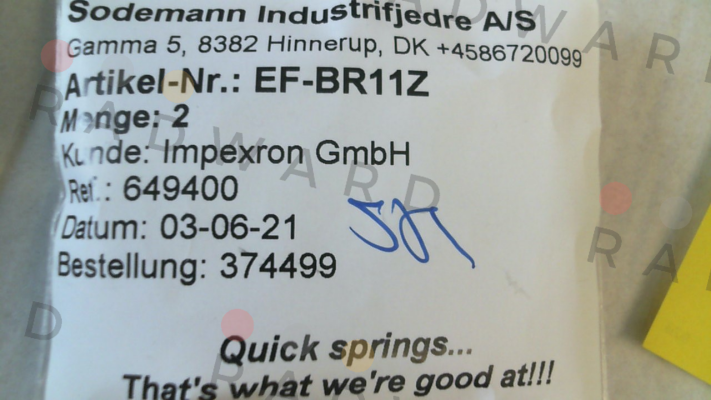 Sodemann Industrifjedre A/S
Gamma 5, 8382 Hinnerup, DK +4586720099
Artikel-Nr.: EF-BR11Z
Menge: 2
Kunde: Impexron GmbH
Ref.: 649400
Datum: 03-06-21
Bestellung: 374499
Quick springs...
That's what we're good at!!!